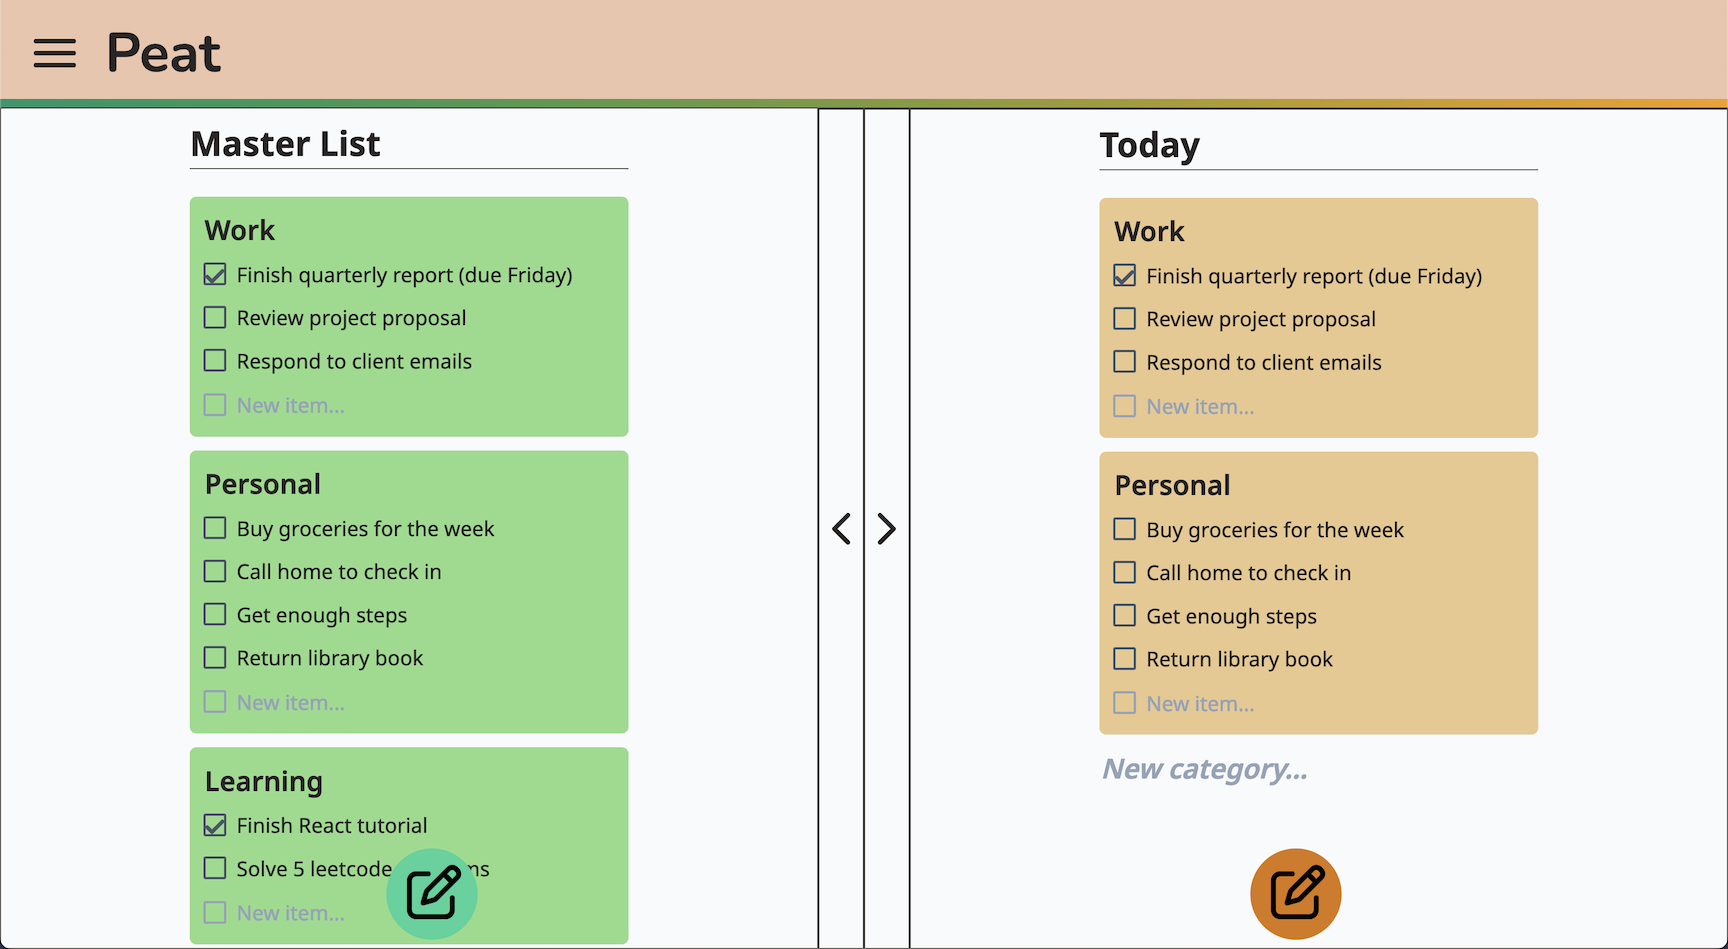 Peat
Master List
Work
Finish quarterly report (due Friday)
Review project proposal
Respond to client emails
New item...
Personal
Buy groceries for the week
Call home to check in
Get enough steps
Return library book
New item...
Learning
Finish React tutorial
Solve 5 leetcode
New item...
Today
Work
Finish quarterly report (due Friday)
Review project proposal
Respond to client emails
New item...
Personal
Buy groceries for the week
Call home to check in
Get enough steps
Return library book
New item...
New category...